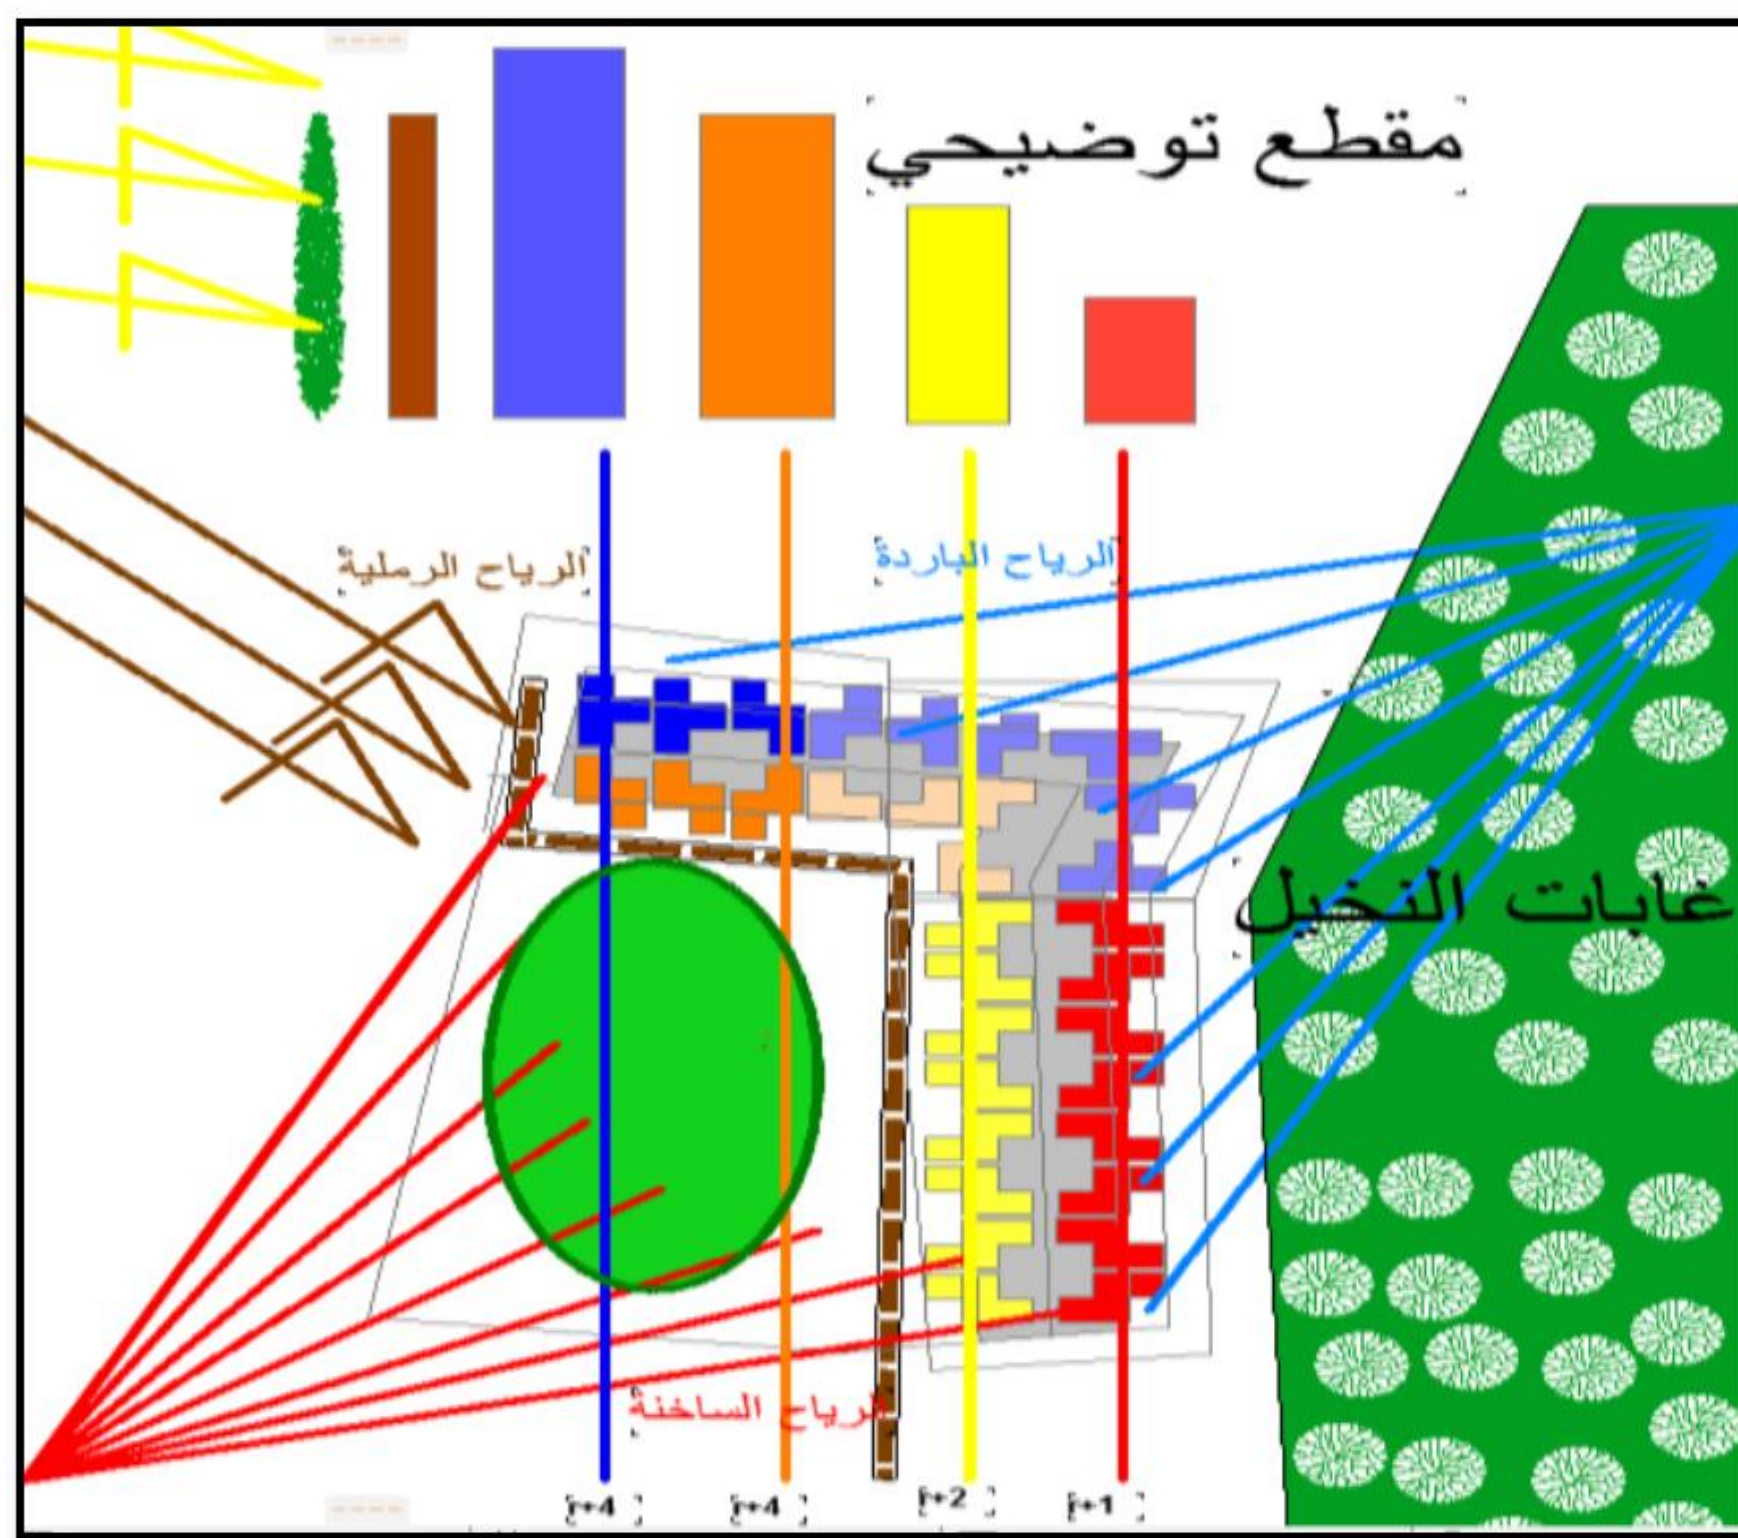 مقطع توضيحي
الرياح الرملية
الرياح الباردة
غابات النخيل
الرياح الساخنة
r+4
r+4
r+2
r+1